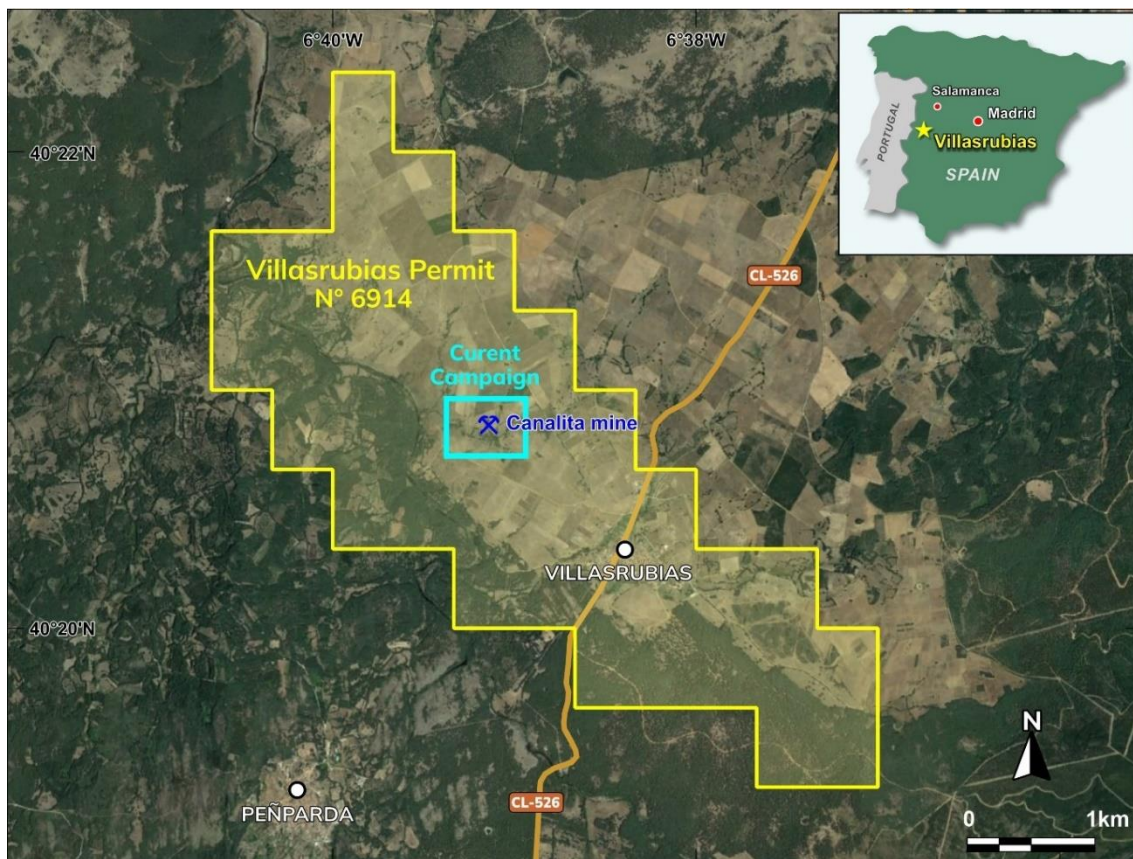 6°40'W
6°38'W
40°22'N
40°20'N
Salamanca
Madrid
Villasrubias
PORTUGAL
SPAIN
CL-526
Villasrubias Permit
N° 6914
Curent
Campaign
Canalita mine
VILLASRUBIAS
PEÑPARDA
CL-526
N
0 1km